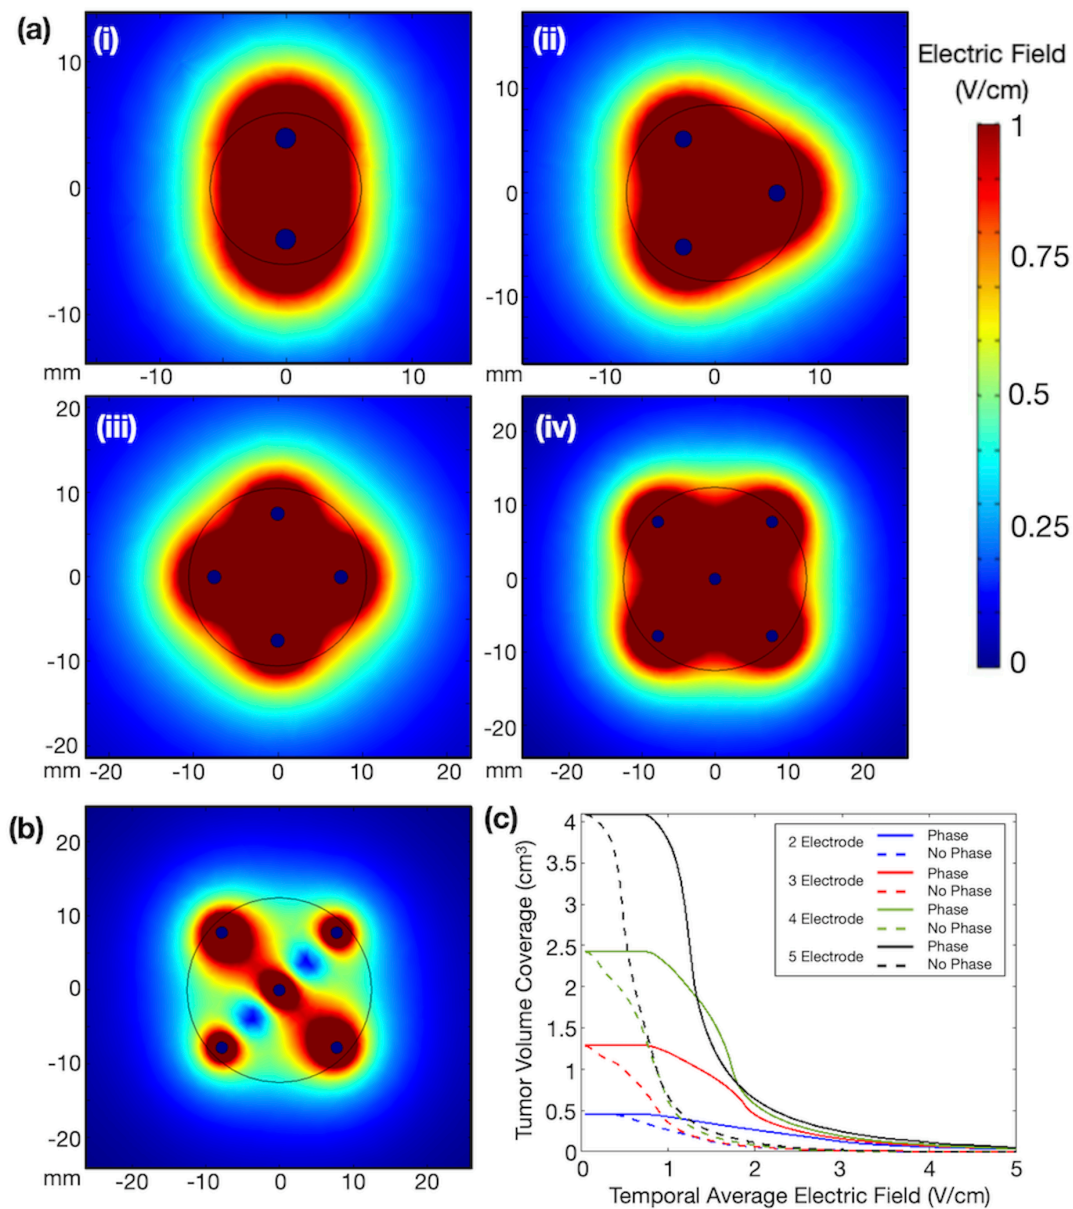 (a)
(i)
10
0
-10
mm
-10
0
10
(ii)
10
0
-10
mm
-10
0
10
Electric Field
(V/cm)
1
0.75
0.5
0.25
0
(iii)
20
10
0
-10
-20
mm
-20
-10
0
10
20
(iv)
20
10
0
-10
-20
mm
-20
-10
0
10
20
(b)
20
10
0
-10
-20
mm
-20
-10
0
10
20
(c)
Tumor Volume Coverage (cm³)
4
3.5
3
2.5
2
1.5
1
0.5
0
2 Electrode
Phase
No Phase
3 Electrode
Phase
No Phase
4 Electrode
Phase
No Phase
5 Electrode
Phase
No Phase
0
1
2
3
4
5
Temporal Average Electric Field (V/cm)